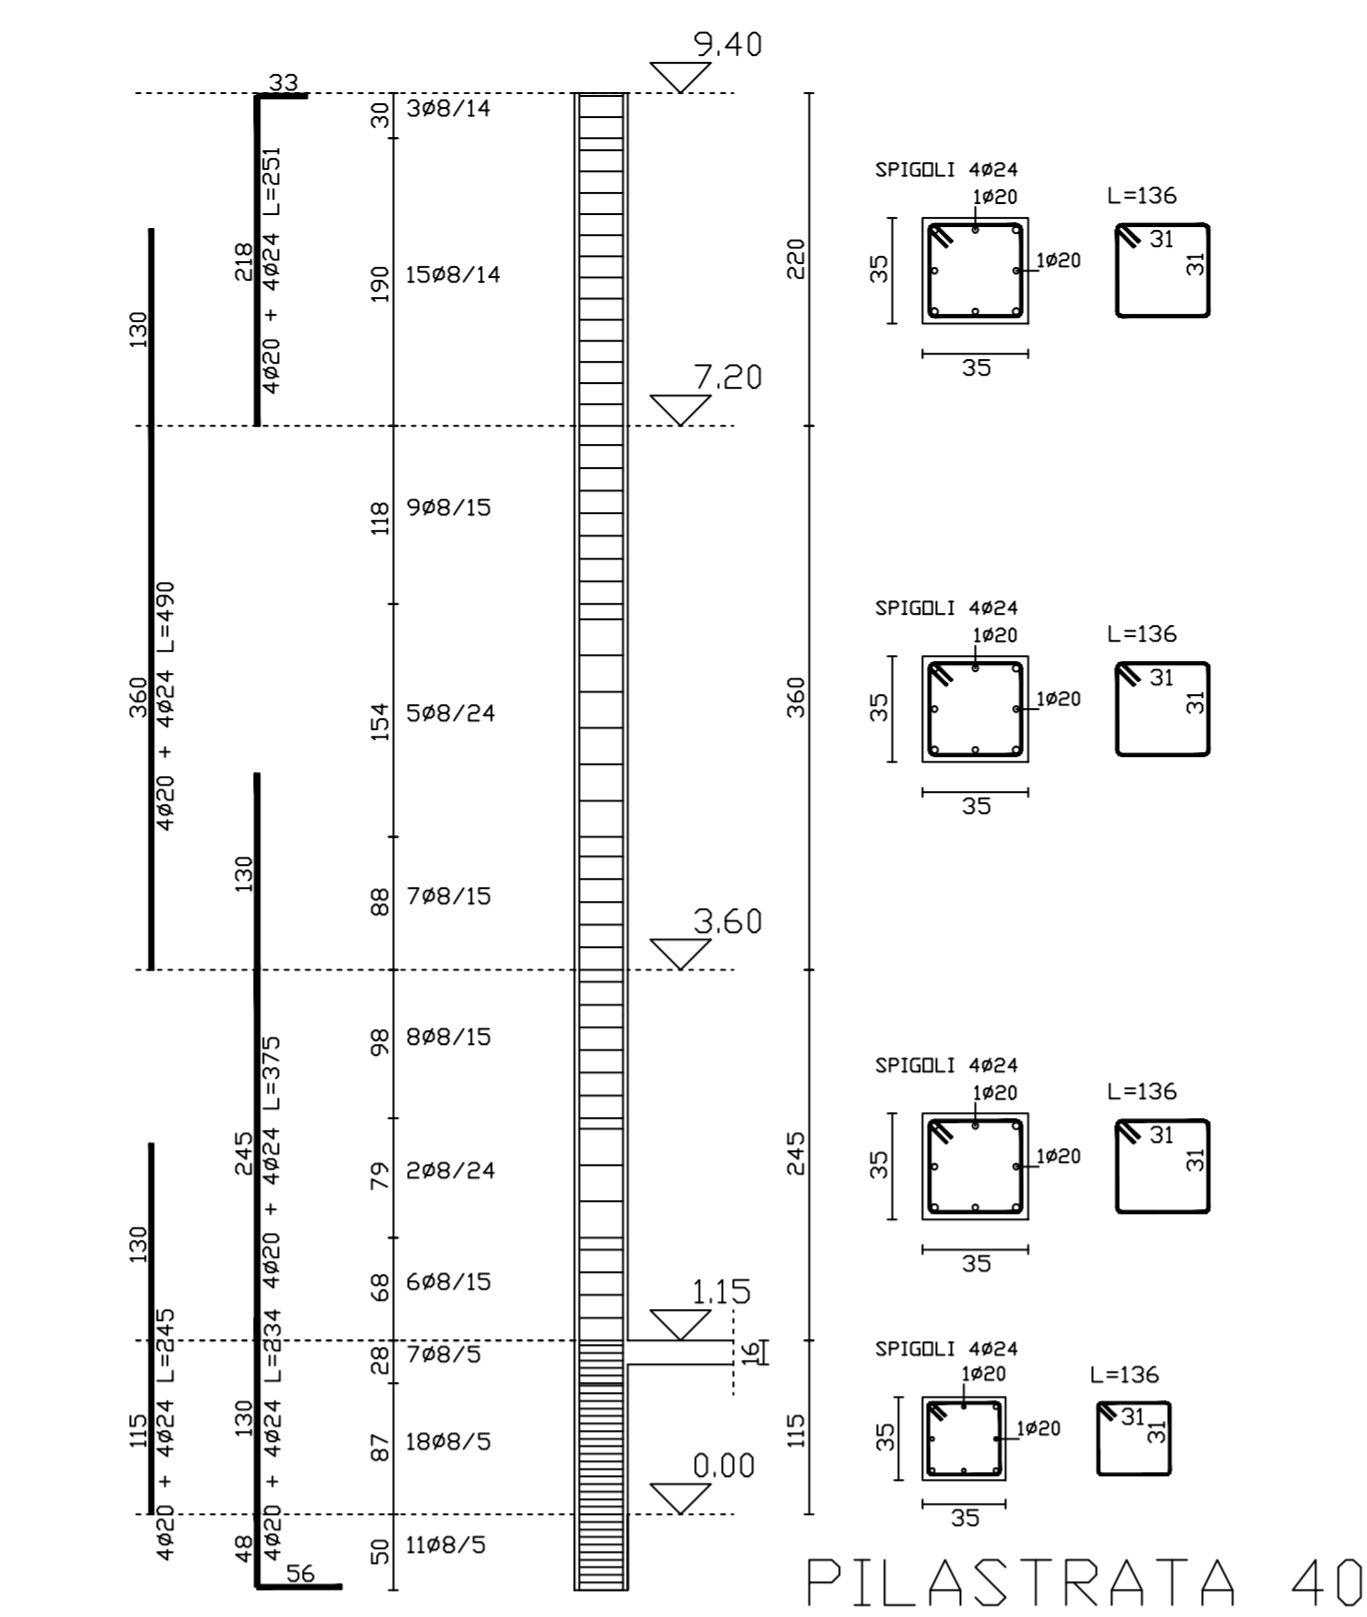 9.40
33
30
3ø8/14
218
4ø20 + 4ø24 L=251
190
15ø8/14
220
SPIGOLI 4ø24
1ø20
L=136
35
1ø20
31
31
35
7.20
130
360
4ø20 + 4ø24 L=490
118
9ø8/15
154
5ø8/24
360
SPIGOLI 4ø24
1ø20
L=136
35
1ø20
31
31
35
88
7ø8/15
3.60
130
245
4ø20 + 4ø24 L=375
98
8ø8/15
79
2ø8/24
68
6ø8/15
245
SPIGOLI 4ø24
1ø20
L=136
35
1ø20
31
31
35
1.15
16
130
115
4ø20 + 4ø24 L=245
130
48
4ø20 + 4ø24 L=234
56
28
7ø8/5
87
18ø8/5
115
SPIGOLI 4ø24
1ø20
L=136
35
1ø20
31
31
35
0.00
50
11ø8/5
PILASTRATA 40